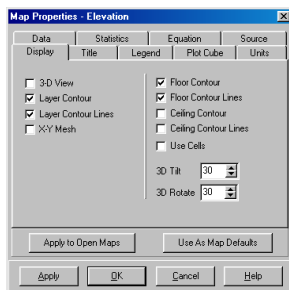 Map Properties - Elevation
Data Statistics Equation Source
Display Title Legend Plot Cube Units
3-D View
Layer Contour
Layer Contour Lines
X-Y Mesh
Floor Contour
Floor Contour Lines
Ceiling Contour
Ceiling Contour Lines
Use Cells
3D Tilt 30
3D Rotate 30
Apply to Open Maps Use As Map Defaults
Apply OK Cancel Help